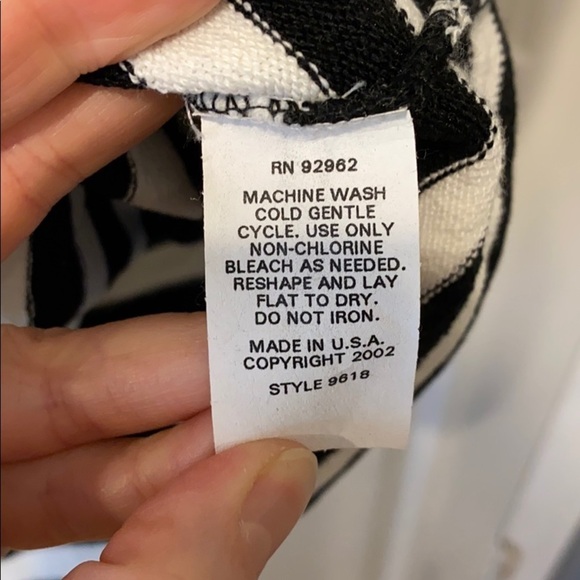 RN 92962
MACHINE WASH
COLD GENTLE
CYCLE. USE ONLY
NON-CHLORINE
BLEACH AS NEEDED.
RESHAPE AND LAY
FLAT TO DRY.
DO NOT IRON.
MADE IN U.S.A.
COPYRIGHT 2002
STYLE 9618